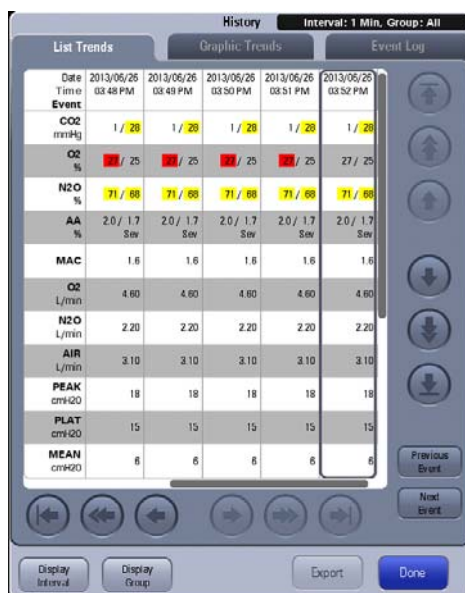 History
Interval: 1 Min, Group: All
List Trends
Graphic Trends
Event Log
Date 2013/06/26 2013/06/26 2013/06/26 2013/06/26 2013/06/26
Time 03:48 PM 03:49 PM 03:50 PM 03:51 PM 03:52 PM
Event
CO2 mmHg 1/ 28 1/ 28 1/ 28 1/ 28 1/ 28
O2 % 27/ 25 27/ 25 27/ 25 27/ 25 27/ 25
N2O % 71/ 68 71/ 68 71/ 68 71/ 68 71/ 68
AA % 2.0/ 1.7 2.0/ 1.7 2.0/ 1.7 2.0/ 1.7 2.0/ 1.7
Sev Sev Sev Sev Sev
MAC 1.6 1.6 1.6 1.6 1.6
O2 L/min 4.60 4.60 4.60 4.60 4.60
N2O L/min 2.20 2.20 2.20 2.20 2.20
AIR L/min 3.10 3.10 3.10 3.10 3.10
PEAK cmH2O 18 18 18 18 18
PLAT cmH2O 15 15 15 15 15
MEAN cmH2O 6 6 6 6 6
Previous
Event
Next
Event
Display
Interval
Display
Group
Export
Done